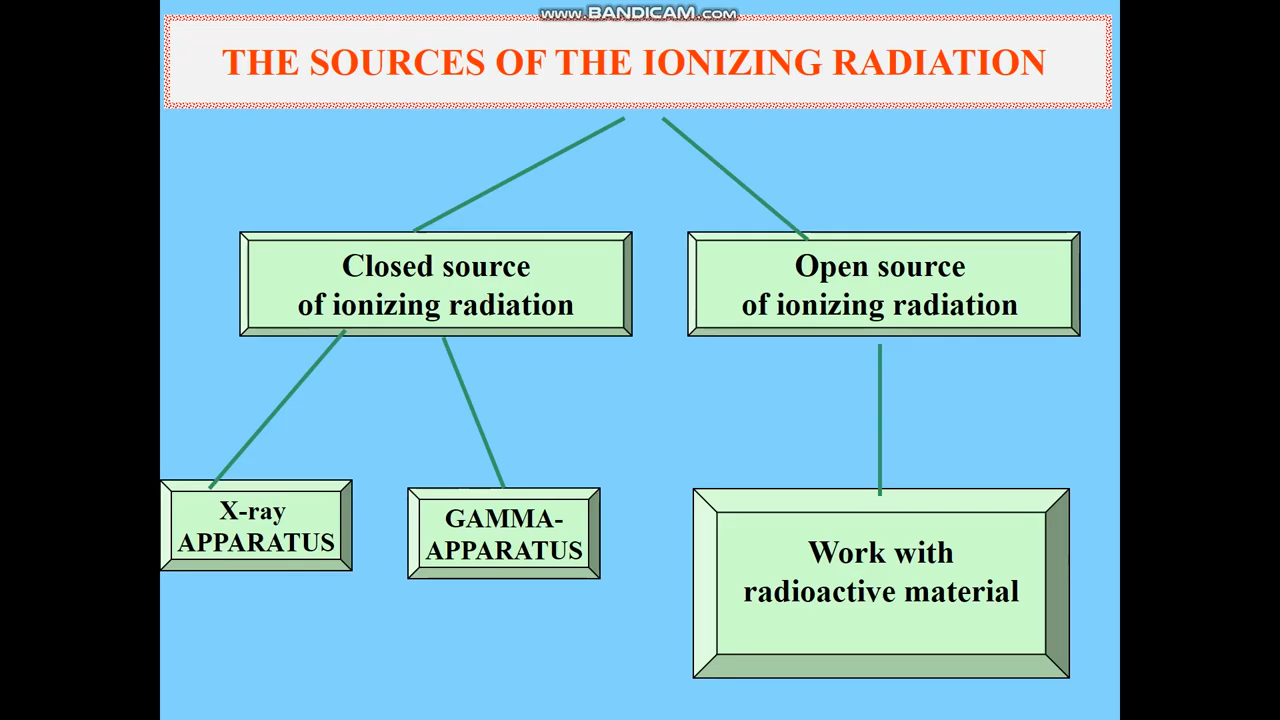 www.BANDICAM.com
THE SOURCES OF THE IONIZING RADIATION
Closed source
of ionizing radiation
Open source
of ionizing radiation
X-ray
APPARATUS
GAMMA-
APPARATUS
Work with
radioactive material